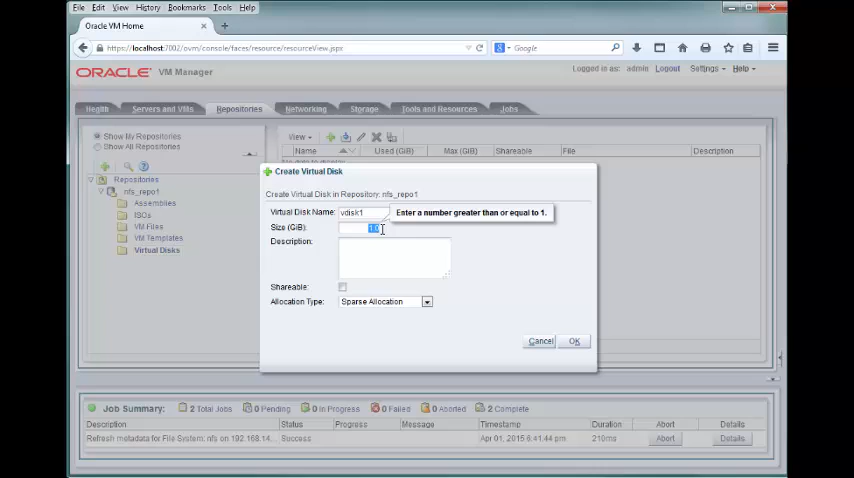 File Edit View History Bookmarks Tools Help
Oracle VM Home
https://localhost:7002/ovm/console/faces/resource/resourceView.jspx
Google
ORACLE VM Manager
Logged in as: admin Logout Settings Help
Health Servers and VMs Repositories Networking Storage Tools and Resources Jobs
Show My Repositories
Show All Repositories
View
Name Used (GiB) Max (GiB) Shareable File Description
Repositories
nfs_repo1
Assemblies
ISOs
VM Files
VM Templates
Virtual Disks
Create Virtual Disk
Create Virtual Disk in Repository: nfs_repo1
Virtual Disk Name: vdisk1
Enter a number greater than or equal to 1.
Size (GiB): 1.0
Description:
Shareable:
Allocation Type: Sparse Allocation
Cancel OK
Job Summary: 2 Total Jobs 0 Pending 0 In Progress 0 Failed 0 Aborted 2 Complete
Description Status Progress Message Timestamp Duration Abort Details
Refresh metadata for File System: nfs on 192.168.14... Success Apr 01, 2015 6:41:44 pm 210ms Abort Details